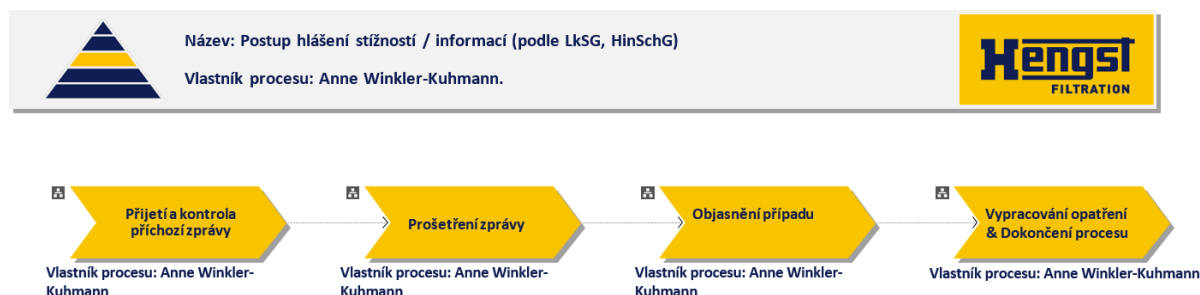 Název: Postup hlášení stížností / informací (podle LkSG, HinSchG)
Vlastník procesu: Anne Winkler-Kuhmann.
Hengst
FILTRATION
Přijetí a kontrola
příchozí zprávy
Prošetření zprávy
Objasnění případu
Vypracování opatření
& Dokončení procesu
Vlastník procesu: Anne Winkler-
Kuhmann
Vlastník procesu: Anne Winkler-
Kuhmann
Vlastník procesu: Anne Winkler-
Kuhmann
Vlastník procesu: Anne Winkler-Kuhmann